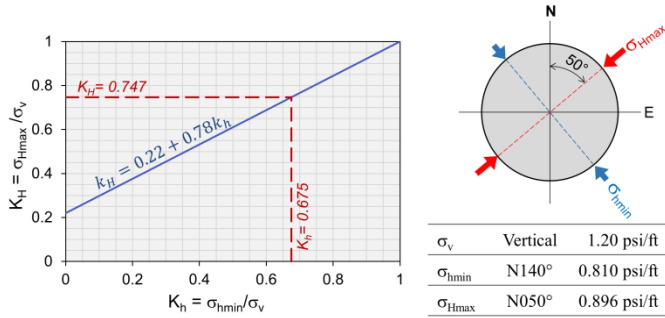 K_H = σ_Hmax/σ_v
1
0.8
0.6
0.4
0.2
0
K_H= 0.747
k_H = 0.22 + 0.78k_h
K_h= 0.675
0
0.2
0.4
0.6
0.8
1
K_h = σ_hmin/σ_v
N
σ_Hmax
50°
E
σ_hmin
σ_v Vertical 1.20 psi/ft
σ_hmin N140° 0.810 psi/ft
σ_Hmax N050° 0.896 psi/ft